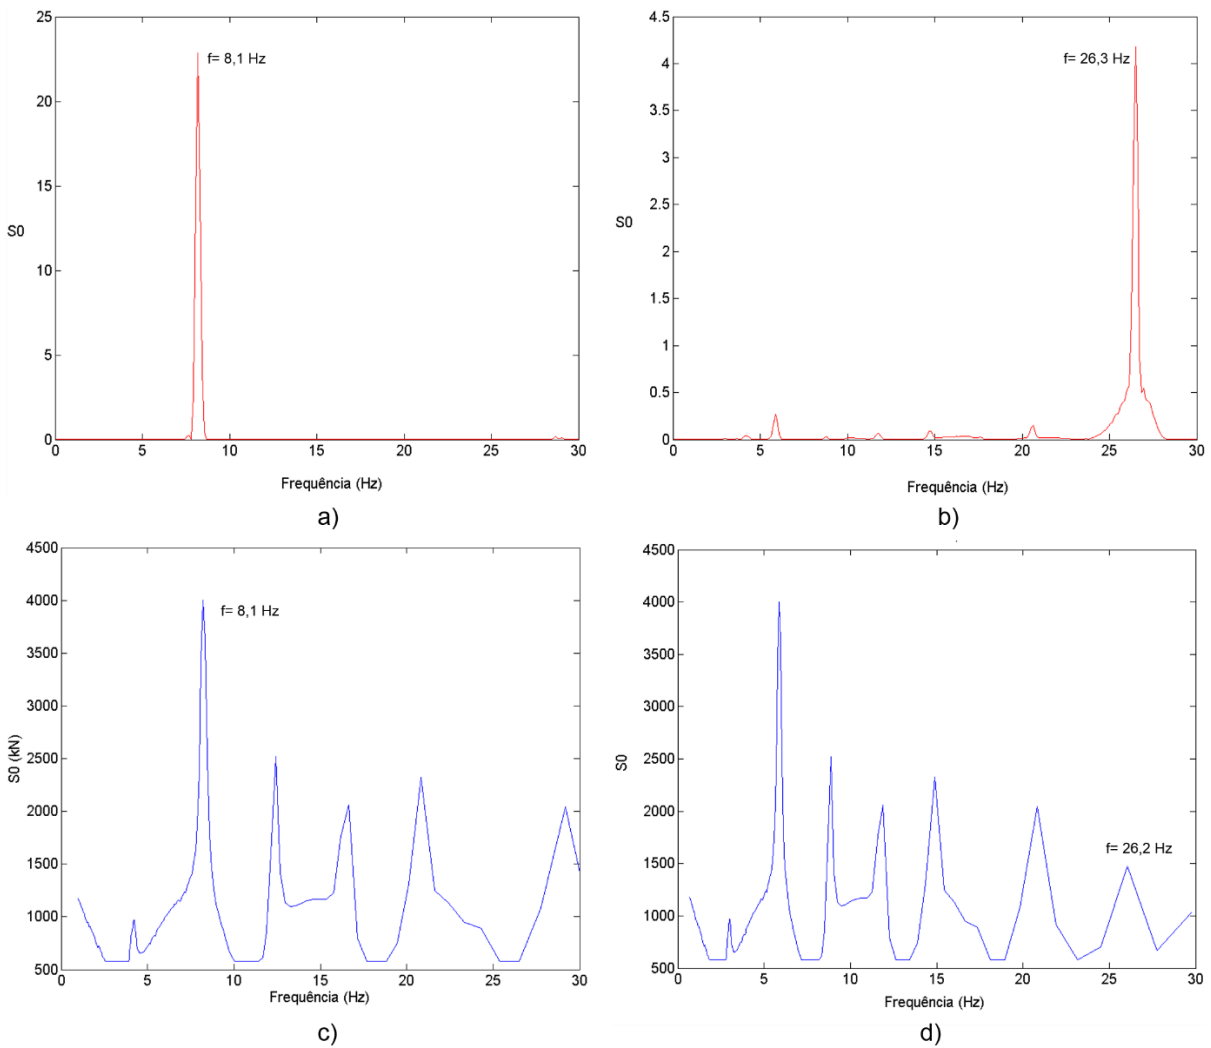 25
20
15
10
5
0
S0
f= 8,1 Hz
0 5 10 15 20 25 30
Frequência (Hz)
a)
4.5
4
3.5
3
2.5
2
1.5
1
0.5
0
S0
f= 26,3 Hz
0 5 10 15 20 25 30
Frequência (Hz)
b)
4500
4000
3500
3000
2500
2000
1500
1000
500
S0 (kN)
f= 8,1 Hz
0 5 10 15 20 25 30
Frequência (Hz)
c)
4500
4000
3500
3000
2500
2000
1500
1000
500
S0
f= 26,2 Hz
0 5 10 15 20 25 30
Frequência (Hz)
d)